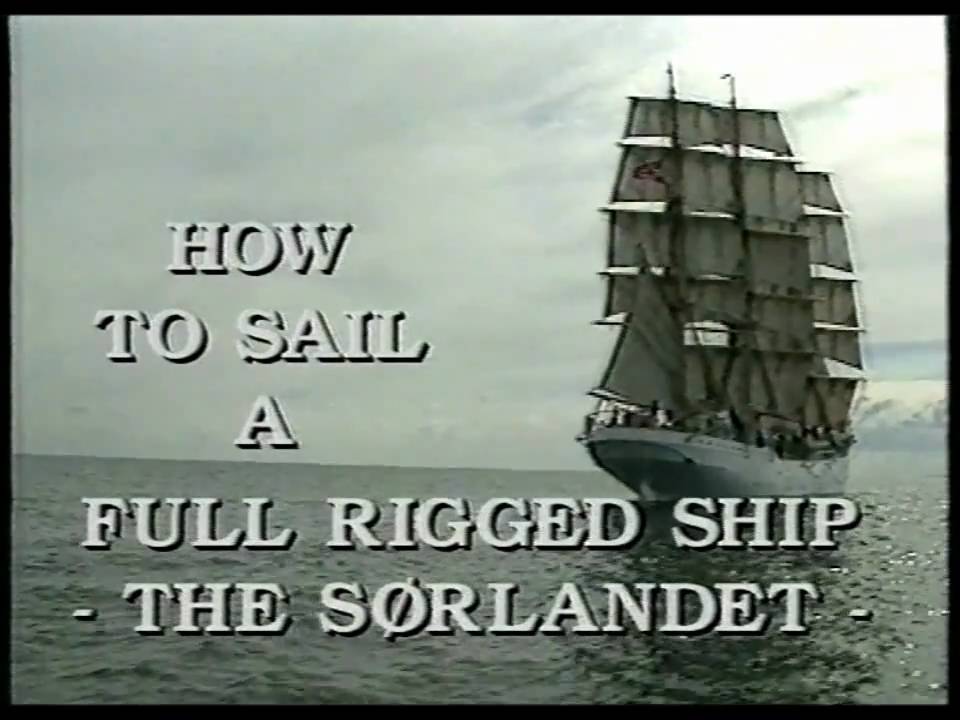 HOW
TO SAIL
A
FULL RIGGED SHIP
- THE SØRLANDET -